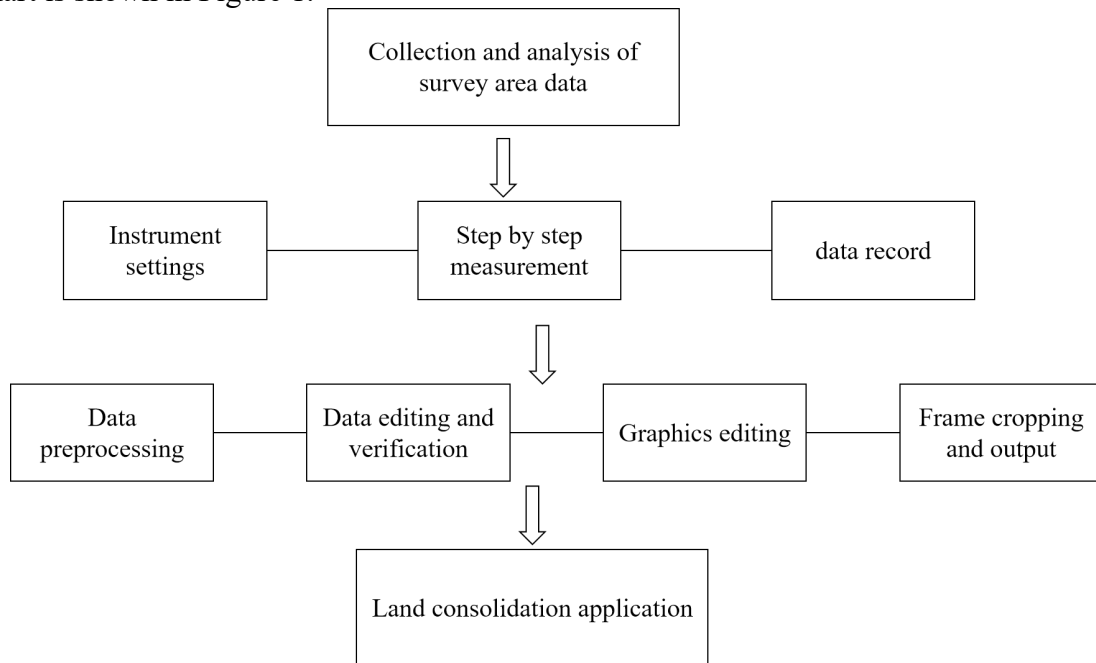 Collection and analysis of
survey area data
Instrument
settings
Step by step
measurement
data record
Data
preprocessing
Data editing and
verification
Graphics editing
Frame cropping
and output
Land consolidation application